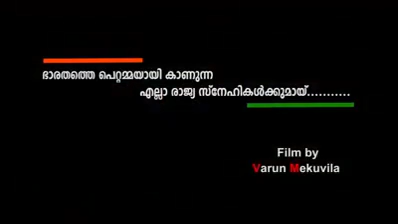 ഭാരതത്തെ പെറ്റമ്മയായി കാണുന്ന
എല്ലാ രാജ്യ സ്നേഹികൾക്കുമായ്...........
Film by
Varun Mekuvila